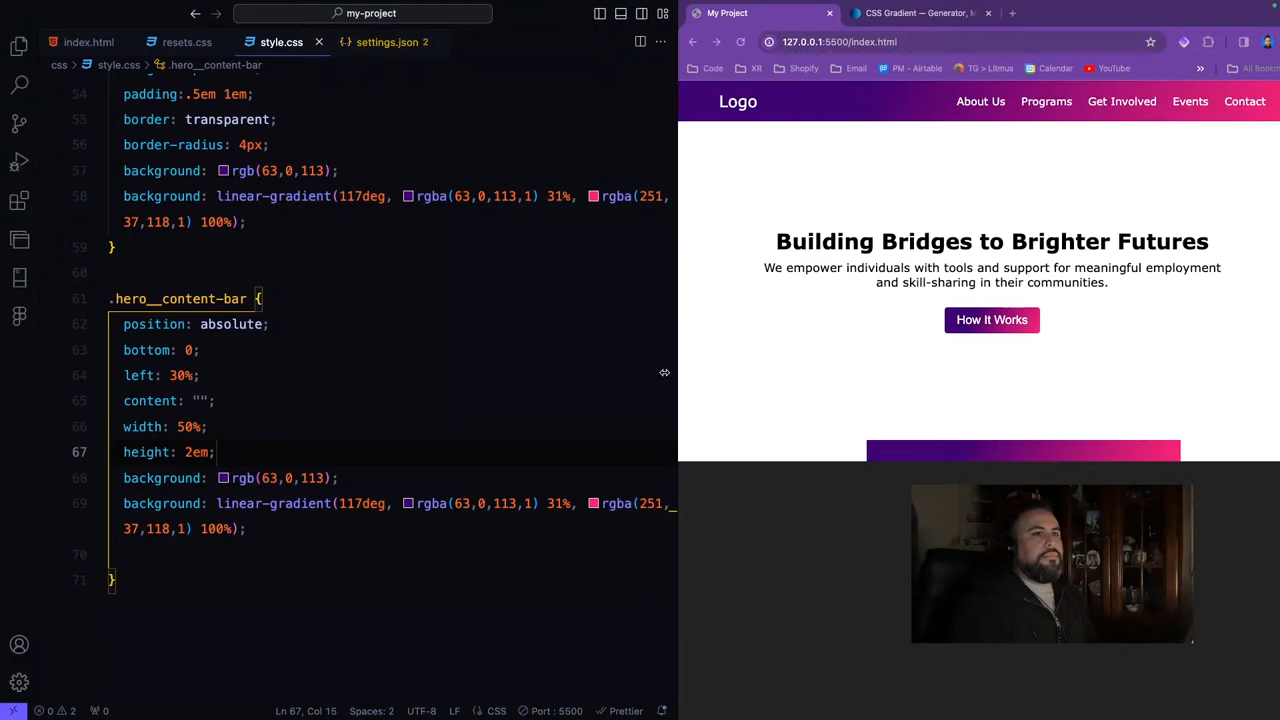 my-project
index.html
resets.css
style.css
settings.json 2
css > style.css > .hero__content-bar
54 padding:.5em 1em;
55 border: transparent;
56 border-radius: 4px;
57 background: rgb(63,0,113);
58 background: linear-gradient(117deg, rgba(63,0,113,1) 31%, rgba(251,
37,118,1) 100%);
59 }
60
61 .hero__content-bar {
62 position: absolute;
63 bottom: 0;
64 left: 30%;
65 content: "";
66 width: 50%;
67 height: 2em;
68 background: rgb(63,0,113);
69 background: linear-gradient(117deg, rgba(63,0,113,1) 31%, rgba(251,
37,118,1) 100%);
70
71 }
0 2 0
Ln 67, Col 15 Spaces: 2 UTF-8 LF CSS Port : 5500 Prettier
My Project
CSS Gradient — Generator, M
127.0.0.1:5500/index.html
Code XR Shopify Email PM - Airtable TG > Litmus Calendar YouTube » All Bookm
Logo
About Us Programs Get Involved Events Contact
Building Bridges to Brighter Futures
We empower individuals with tools and support for meaningful employment
and skill-sharing in their communities.
How It Works